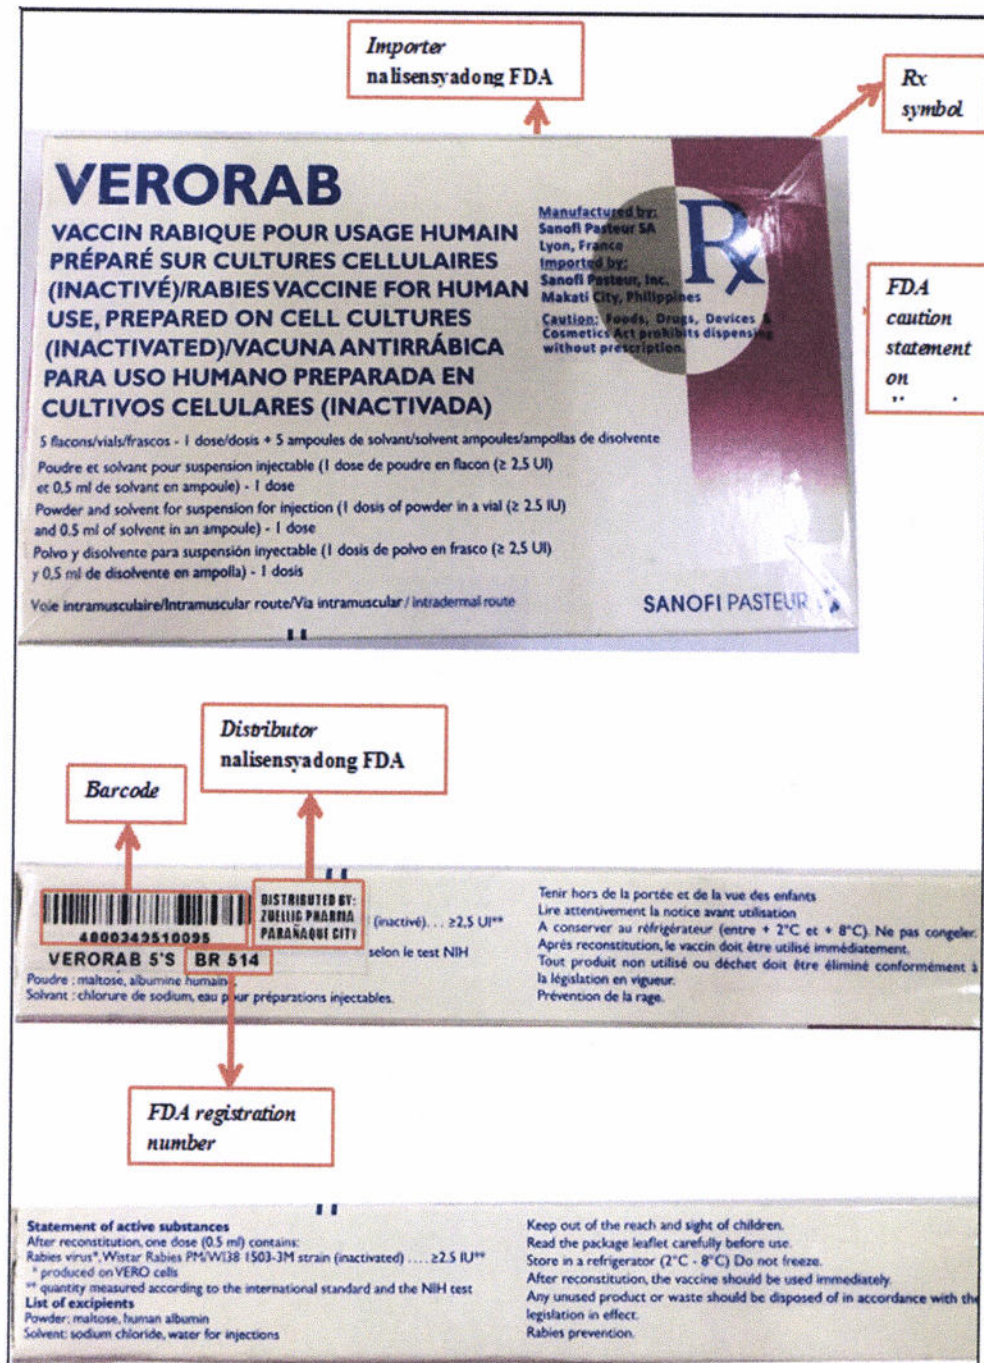 Importer
nalisensyadong FDA
Rx
symbol
VERORAB
VACCIN RABIQUE POUR USAGE HUMAIN
PRÉPARÉ SUR CULTURES CELLULAIRES
(INACTIVÉ)/RABIES VACCINE FOR HUMAN
USE, PREPARED ON CELL CULTURES
(INACTIVATED)/VACUNA ANTIRRÁBICA
PARA USO HUMANO PREPARADA EN
CULTIVOS CELULARES (INACTIVADA)
Manufactured by:
Sanofi Pasteur SA
Lyon, France
Imported by:
Sanofi Pasteur, Inc.
Makati City, Philippines
Caution: Foods, Drugs, Devices &
Cosmetics Act prohibits dispensing
without prescription.
Rx
FDA
caution
statement
on
5 flacons/vials/frascos - 1 dose/dosis + 5 ampoules de solvant/solvent ampoules/ampollas de disolvente
Poudre et solvant pour suspension injectable (1 dose de poudre en flacon (≥ 2,5 UI)
et 0,5 ml de solvant en ampoule) - 1 dose
Powder and solvent for suspension for injection (1 dosis of powder in a vial (≥ 2.5 IU)
and 0.5 ml of solvent in an ampoule) - 1 dose
Polvo y disolvente para suspensión inyectable (1 dosis de polvo en frasco (≥ 2,5 UI)
y 0,5 ml de disolvente en ampolla) - 1 dosis
Voie intramusculaire/Intramuscular route/Via intramuscular / intradermal route
SANOFI PASTEUR
Distributor
nalisensyadong FDA
Barcode
4800349510095
VERORAB 5'S BR 514
DISTRIBUTED BY:
ZUELLIG PHARMA
PARAÑAQUE CITY
(inactivé). . . ≥2,5 UI**
selon le test NIH
Poudre : maltose, albumine humaine
Solvant : chlorure de sodium, eau pour préparations injectables.
Tenir hors de la portée et de la vue des enfants
Lire attentivement la notice avant utilisation
A conserver au réfrigérateur (entre + 2°C et + 8°C). Ne pas congeler.
Après reconstitution, le vaccin doit être utilisé immédiatement.
Tout produit non utilisé ou déchet doit être éliminé conformément à
la législation en vigueur.
Prévention de la rage.
FDA registration
number
Statement of active substances
After reconstitution, one dose (0.5 ml) contains:
Rabies virus*, Wistar Rabies PM/WI38 1503-3M strain (inactivated) .... ≥2.5 IU**
* produced on VERO cells
** quantity measured according to the international standard and the NIH test
List of excipients
Powder: maltose, human albumin
Solvent: sodium chloride, water for injections
Keep out of the reach and sight of children.
Read the package leaflet carefully before use.
Store in a refrigerator (2°C - 8°C) Do not freeze.
After reconstitution, the vaccine should be used immediately.
Any unused product or waste should be disposed of in accordance with the
legislation in effect.
Rabies prevention.